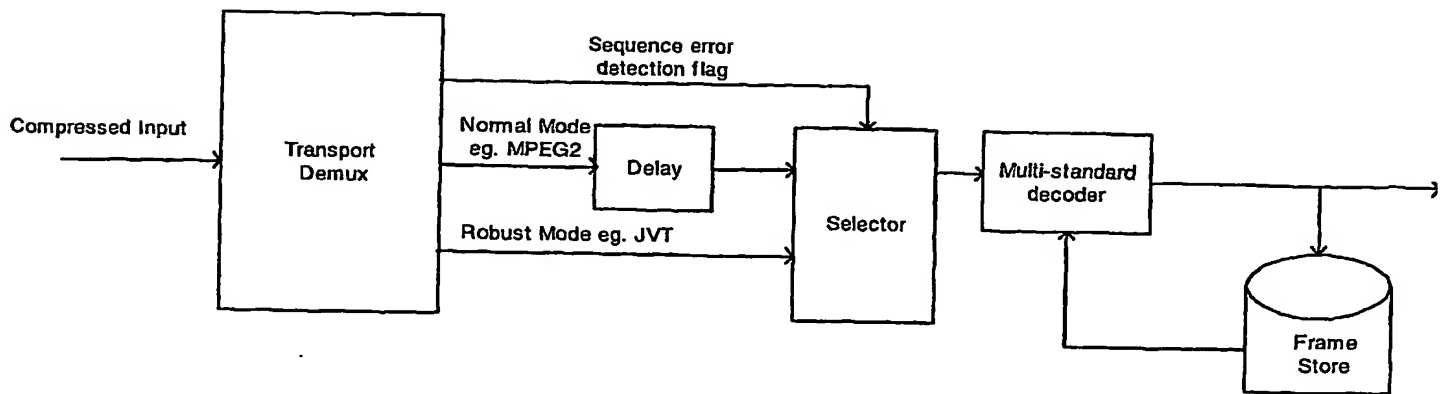 Sequence error
detection flag
Compressed Input
Transport
Demux
Normal Mode
eg. MPEG2
Delay
Robust Mode eg. JVT
Selector
Multi-standard
decoder
Frame
Store